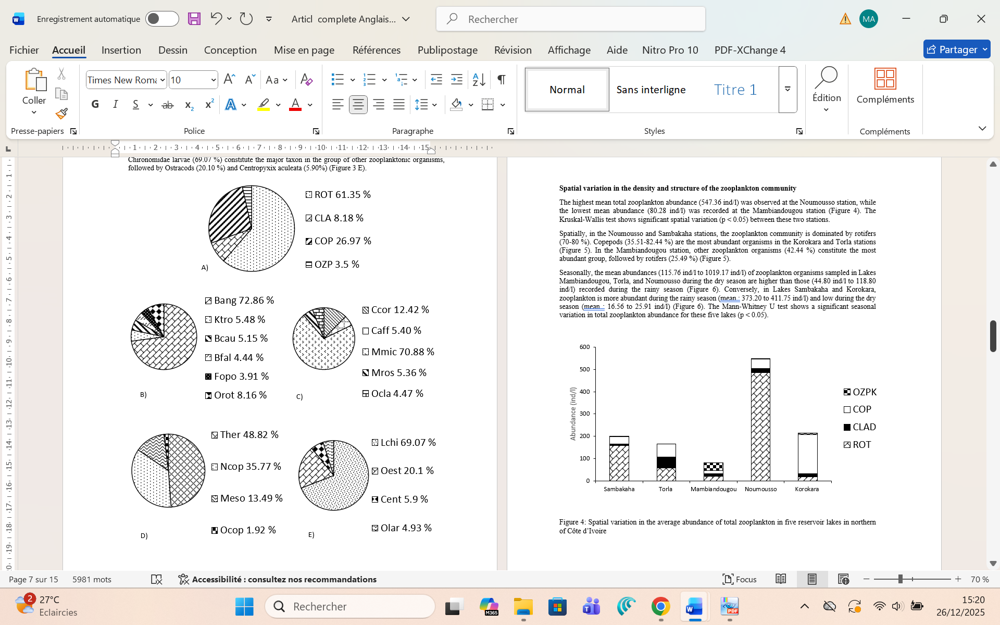 Enregistrement automatique
Articl complete Anglais...
Rechercher
MA
Fichier
Accueil
Insertion
Dessin
Conception
Mise en page
Références
Publipostage
Révision
Affichage
Aide
Nitro Pro 10
PDF-XChange 4
Partager
Coller
Presse-papiers
Times New Roma
10
Police
Paragraphe
Normal
Sans interligne
Titre 1
Styles
Édition
Compléments
Compléments
Chironomidae larvae (69.07 %) constitute the major taxon in the group of other zooplanktonic organisms,
followed by Ostracods (20.10 %) and Centropyxix aculeata (5.90%) (Figure 3 E).
ROT 61.35 %
CLA 8.18 %
COP 26.97 %
OZP 3.5 %
A)
Bang 72.86 %
Ktro 5.48 %
Bcau 5.15 %
Bfal 4.44 %
Fopo 3.91 %
Orot 8.16 %
B)
Ccor 12.42 %
Caff 5.40 %
Mmic 70.88 %
Mros 5.36 %
Ocla 4.47 %
C)
Ther 48.82 %
Ncop 35.77 %
Meso 13.49 %
Ocop 1.92 %
D)
Lchi 69.07 %
Oest 20.1 %
Cent 5.9 %
Olar 4.93 %
E)
Spatial variation in the density and structure of the zooplankton community
The highest mean total zooplankton abundance (547.36 ind/l) was observed at the Noumousso station, while
the lowest mean abundance (80.28 ind/l) was recorded at the Mambiandougou station (Figure 4). The
Kruskal-Wallis test shows significant spatial variation (p < 0.05) between these two stations.
Spatially, in the Noumousso and Sambakaha stations, the zooplankton community is dominated by rotifers
(70-80 %). Copepods (35.51-82.44 %) are the most abundant organisms in the Korokara and Torla stations
(Figure 5). In the Mambiandougou station, other zooplankton organisms (42.44 %) constitute the most
abundant group, followed by rotifers (25.49 %) (Figure 5).
Seasonally, the mean abundances (115.76 ind/l to 1019.17 ind/l) of zooplankton organisms sampled in Lakes
Mambiandougou, Torla, and Noumousso during the dry season are higher than those (44.80 ind/l to 118.80
ind/l) recorded during the rainy season (Figure 6). Conversely, in Lakes Sambakaha and Korokara,
zooplankton is more abundant during the rainy season (mean : 373.20 to 411.75 ind/l) and low during the dry
season (mean : 16.56 to 25.91 ind/l) (Figure 6). The Mann-Whitney U test shows a significant seasonal
variation in total zooplankton abundance for these five lakes (p < 0.05).
Abundance (ind/l)
600
500
400
300
200
100
0
Sambakaha
Torla
Mambiandougou
Noumousso
Korokara
OZPK
COP
CLAD
ROT
Figure 4: Spatial variation in the average abundance of total zooplankton in five reservoir lakes in northern
of Côte d’Ivoire
Page 7 sur 15
5981 mots
Accessibilité : consultez nos recommandations
Focus
70 %
2
27°C
Eclaircies
Rechercher
M365
15:20
26/12/2025